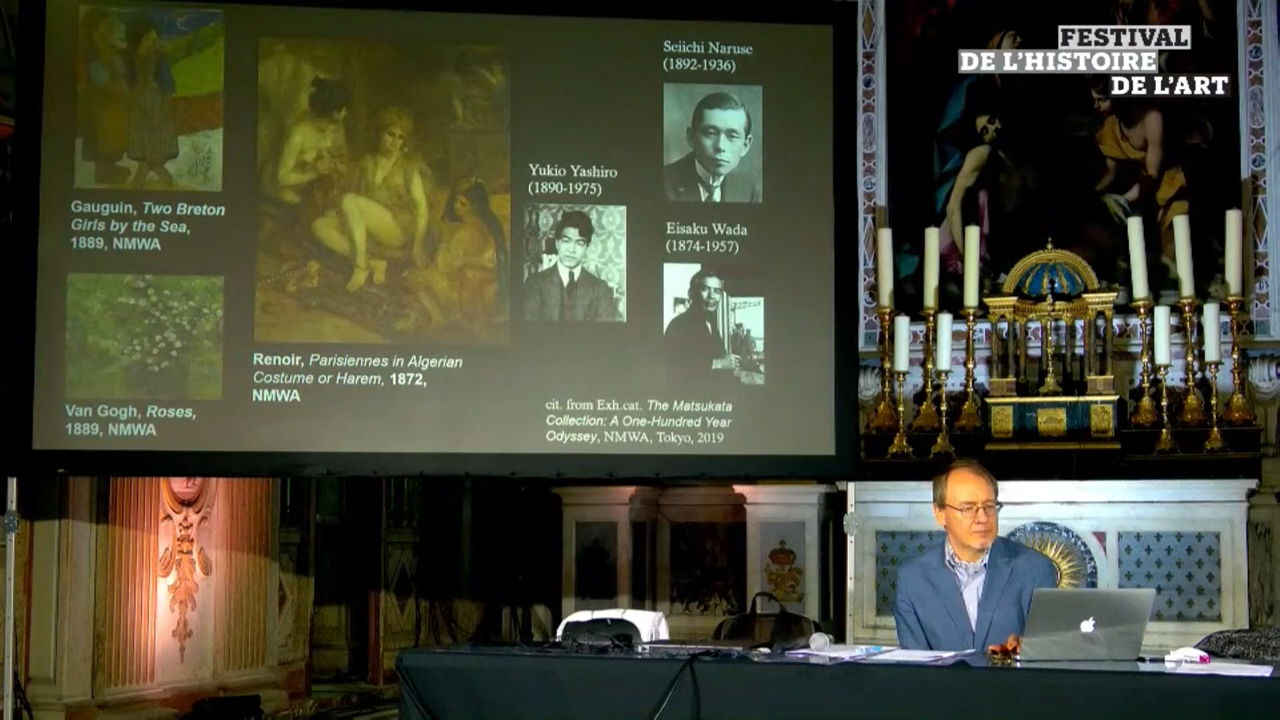 FESTIVAL
DE L'HISTOIRE
DE L'ART
Gauguin, Two Breton
Girls by the Sea,
1889, NMWA
Van Gogh, Roses,
1889, NMWA
Renoir, Parisiennes in Algerian
Costume or Harem, 1872,
NMWA
Yukio Yashiro
(1890-1975)
Seiichi Naruse
(1892-1936)
Eisaku Wada
(1874-1957)
cit. from Exh.cat. The Matsukata
Collection: A One-Hundred Year
Odyssey, NMWA, Tokyo, 2019